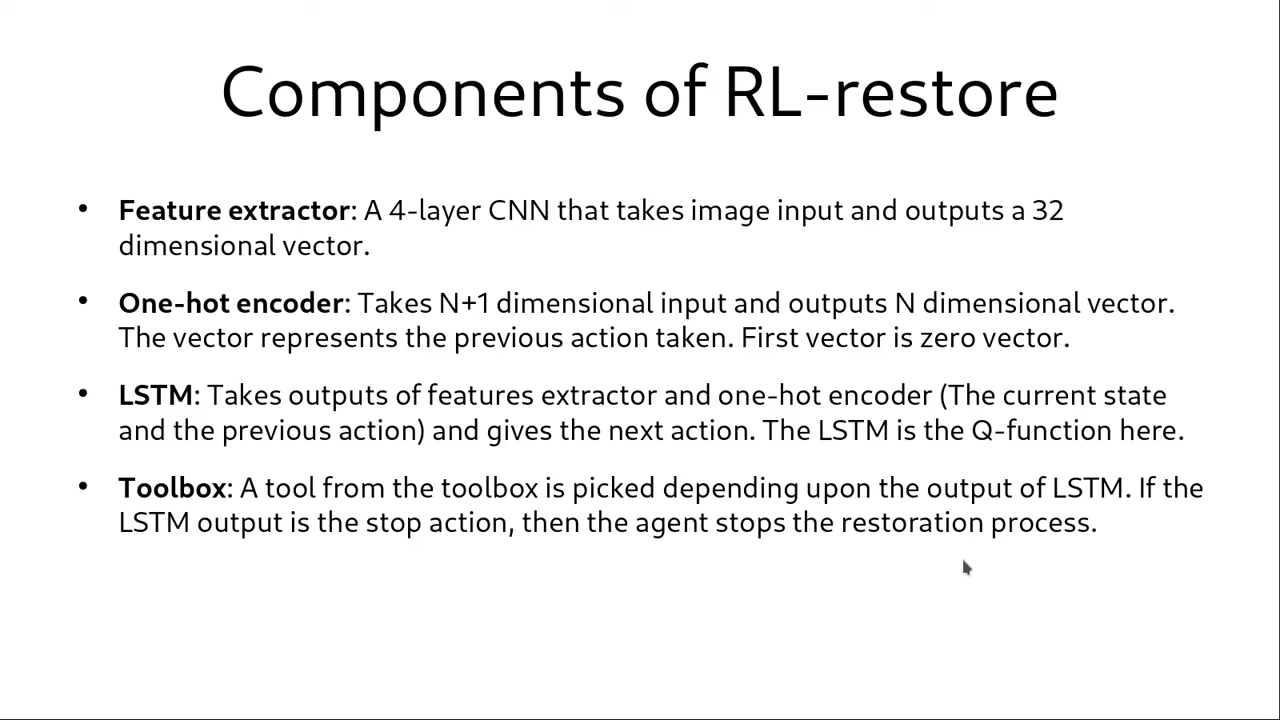 Components of RL-restore
• Feature extractor: A 4-layer CNN that takes image input and outputs a 32
dimensional vector.
• One-hot encoder: Takes N+1 dimensional input and outputs N dimensional vector.
The vector represents the previous action taken. First vector is zero vector.
• LSTM: Takes outputs of features extractor and one-hot encoder (The current state
and the previous action) and gives the next action. The LSTM is the Q-function here.
• Toolbox: A tool from the toolbox is picked depending upon the output of LSTM. If the
LSTM output is the stop action, then the agent stops the restoration process.